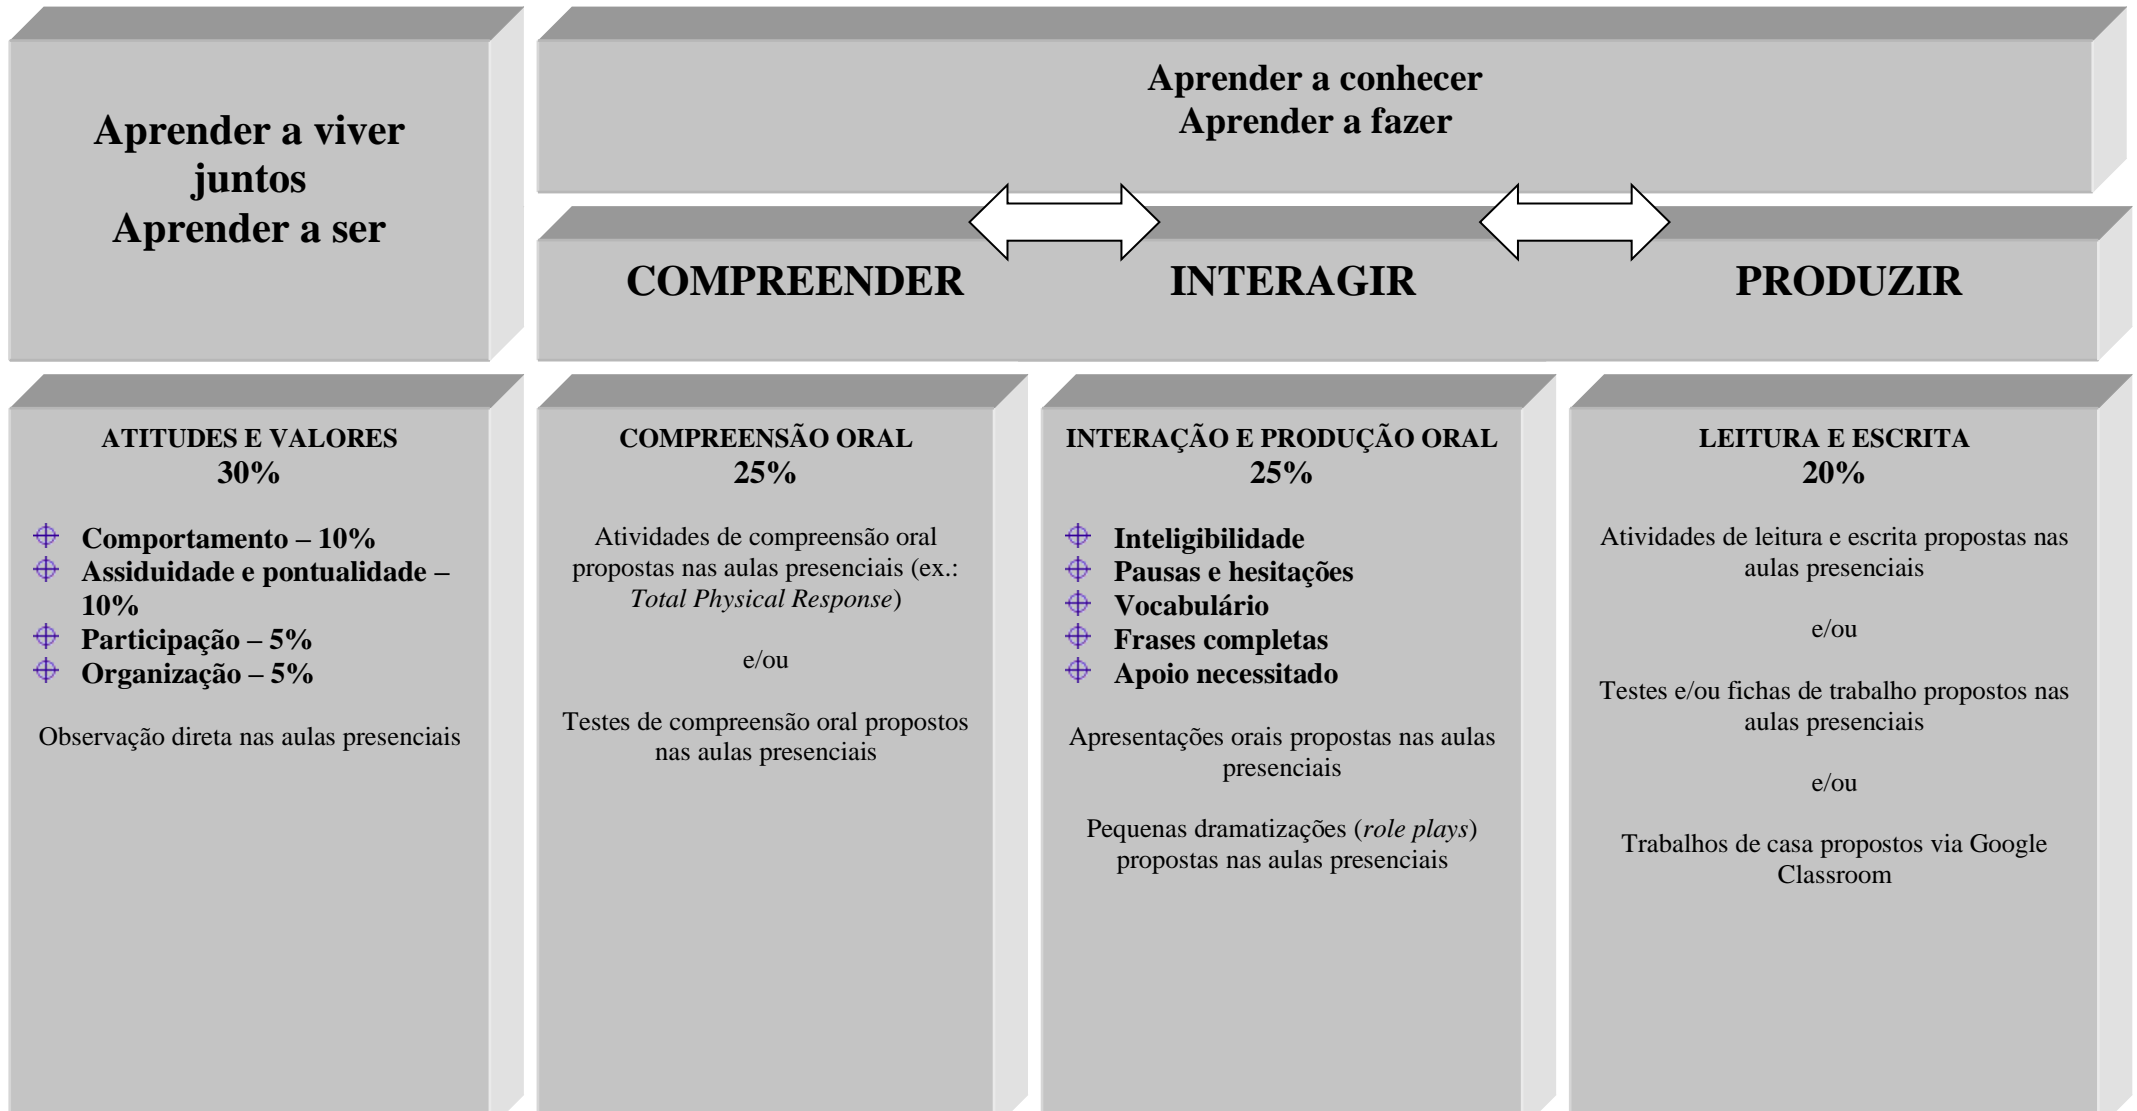 Aprender a viver
juntos
Aprender a ser
Aprender a conhecer
Aprender a fazer
COMPREENDER
INTERAGIR
PRODUZIR
ATITUDES E VALORES
30%
Comportamento – 10%
Assiduidade e pontualidade –
10%
Participação – 5%
Organização – 5%
Observação direta nas aulas presenciais
COMPREENSÃO ORAL
25%
Atividades de compreensão oral
propostas nas aulas presenciais (ex.:
Total Physical Response)
e/ou
Testes de compreensão oral propostos
nas aulas presenciais
INTERAÇÃO E PRODUÇÃO ORAL
25%
Inteligibilidade
Pausas e hesitações
Vocabulário
Frases completas
Apoio necessitado
Apresentações orais propostas nas aulas
presenciais
Pequenas dramatizações (role plays)
propostas nas aulas presenciais
LEITURA E ESCRITA
20%
Atividades de leitura e escrita propostas nas
aulas presenciais
e/ou
Testes e/ou fichas de trabalho propostos nas
aulas presenciais
e/ou
Trabalhos de casa propostos via Google
Classroom